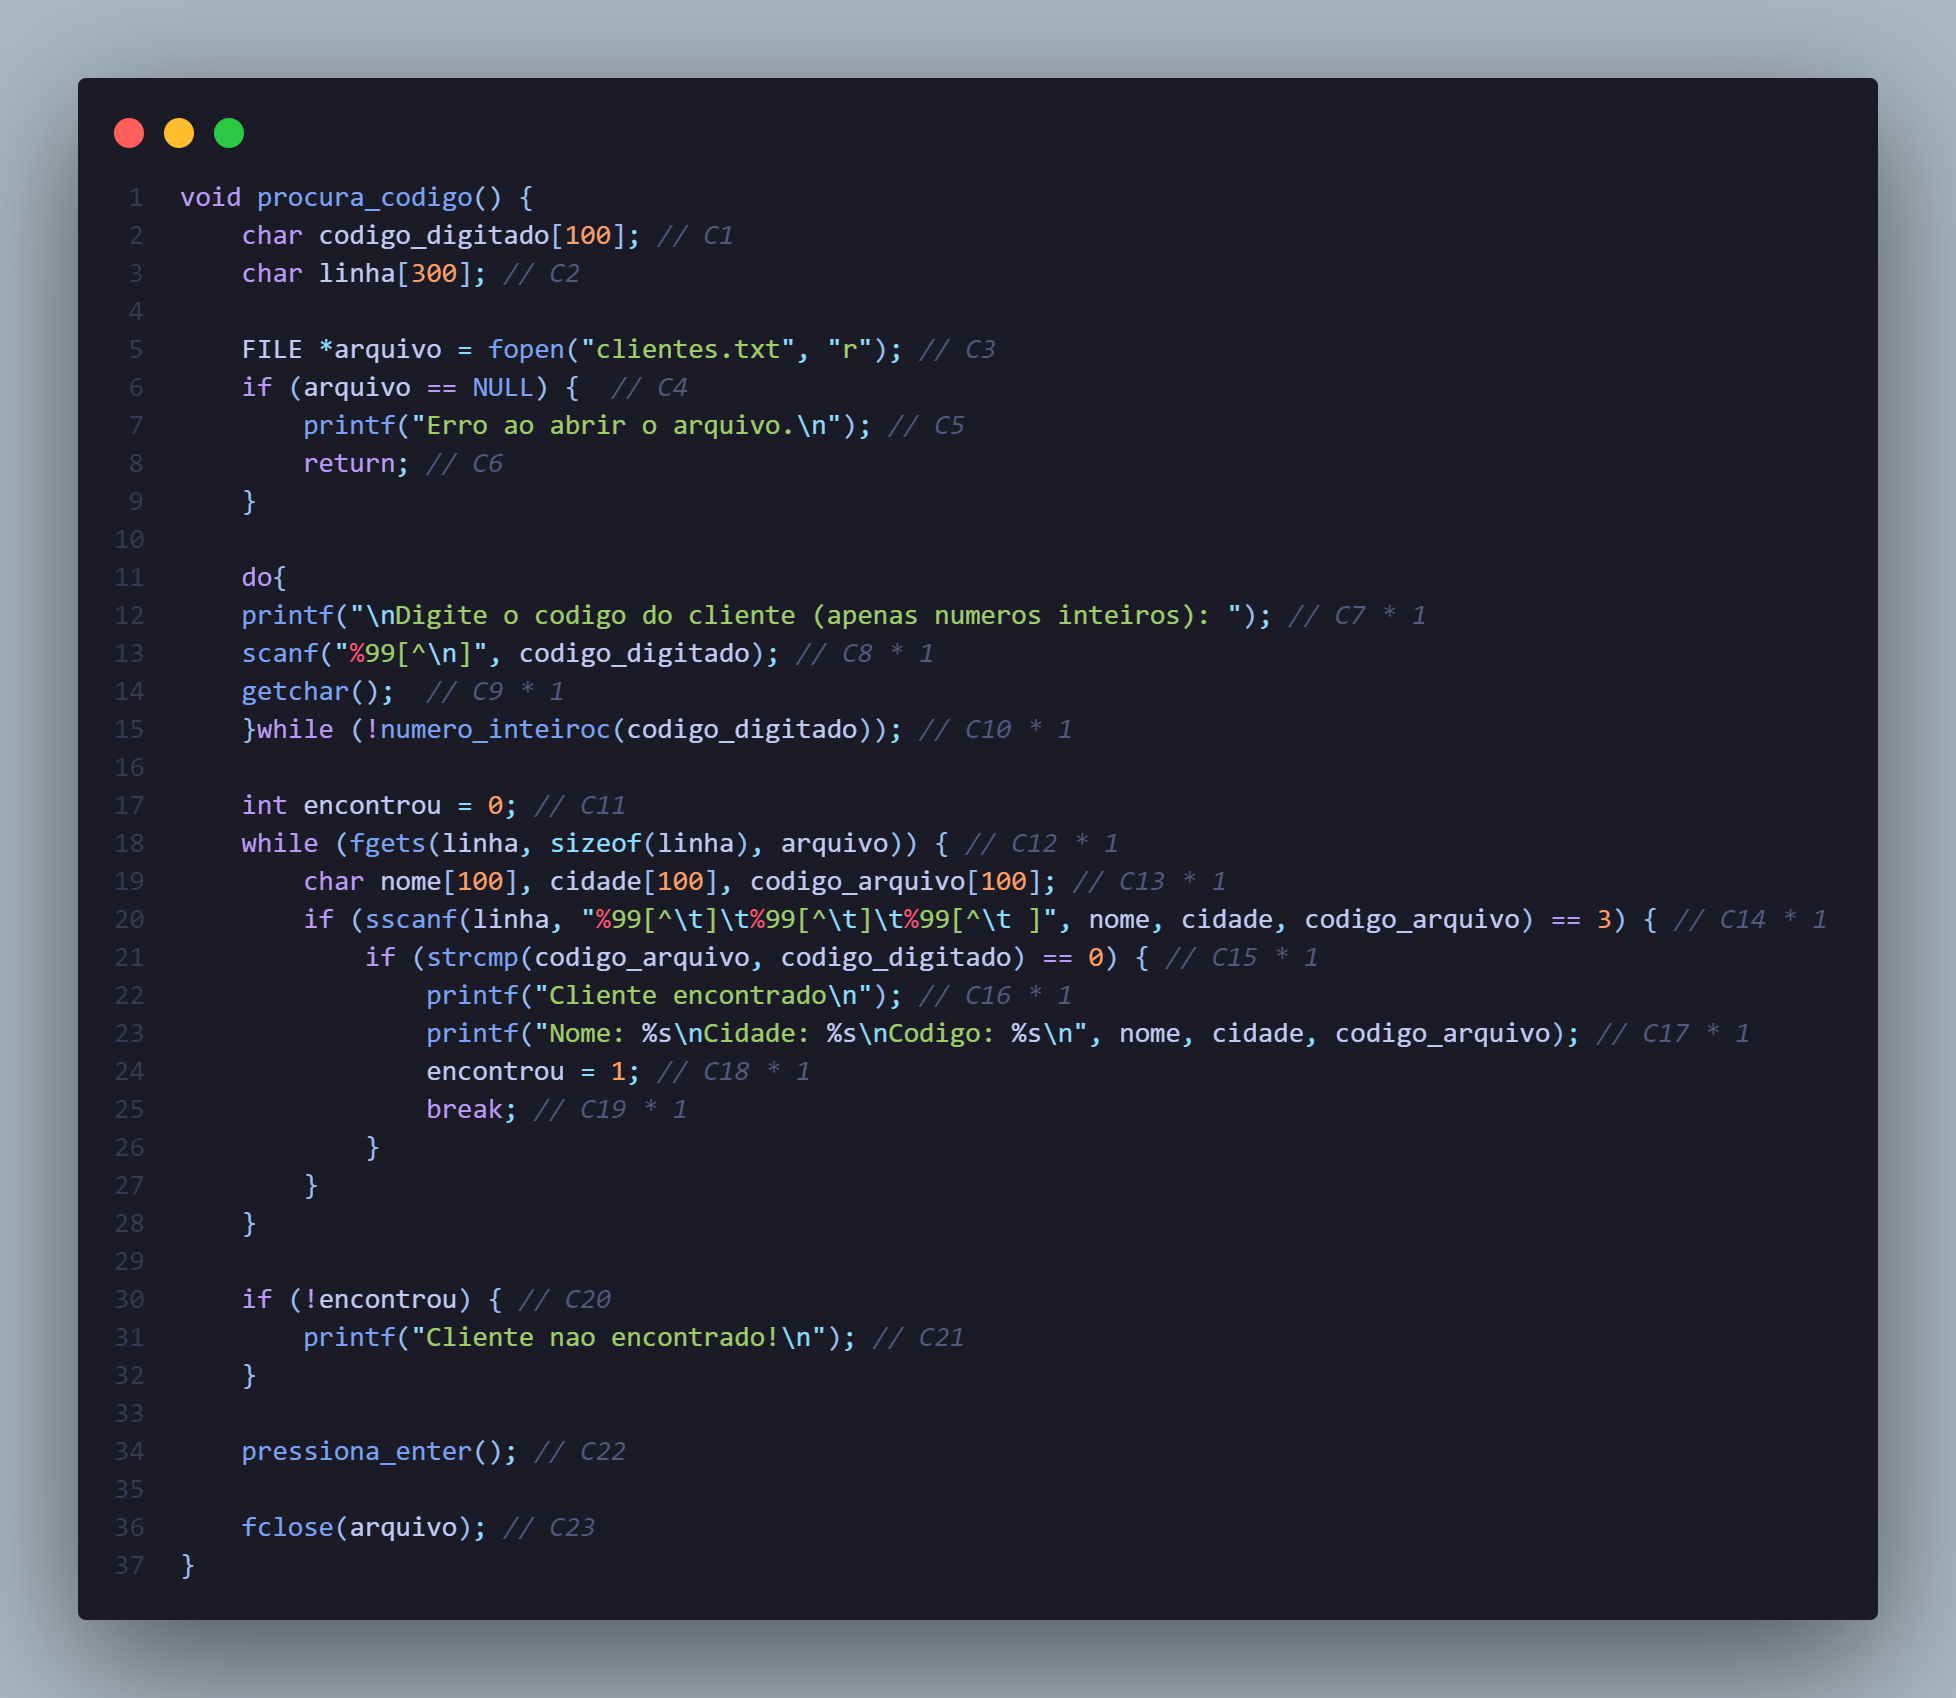 1 void procura_codigo() {
2     char codigo_digitado[100]; // C1
3     char linha[300]; // C2
4
5     FILE *arquivo = fopen("clientes.txt", "r"); // C3
6     if (arquivo == NULL) {  // C4
7         printf("Erro ao abrir o arquivo.\n"); // C5
8         return; // C6
9     }
10
11     do{
12     printf("\nDigite o codigo do cliente (apenas numeros inteiros): "); // C7 * 1
13     scanf("%99[^\n]", codigo_digitado); // C8 * 1
14     getchar();  // C9 * 1
15     }while (!numero_inteiroc(codigo_digitado)); // C10 * 1
16
17     int encontrou = 0; // C11
18     while (fgets(linha, sizeof(linha), arquivo)) { // C12 * 1
19         char nome[100], cidade[100], codigo_arquivo[100]; // C13 * 1
20         if (sscanf(linha, "%99[^\t]\t%99[^\t]\t%99[^\t ]", nome, cidade, codigo_arquivo) == 3) { // C14 * 1
21             if (strcmp(codigo_arquivo, codigo_digitado) == 0) { // C15 * 1
22                 printf("Cliente encontrado\n"); // C16 * 1
23                 printf("Nome: %s\nCidade: %s\nCodigo: %s\n", nome, cidade, codigo_arquivo); // C17 * 1
24                 encontrou = 1; // C18 * 1
25                 break; // C19 * 1
26             }
27         }
28     }
29
30     if (!encontrou) { // C20
31         printf("Cliente nao encontrado!\n"); // C21
32     }
33
34     pressiona_enter(); // C22
35
36     fclose(arquivo); // C23
37 }